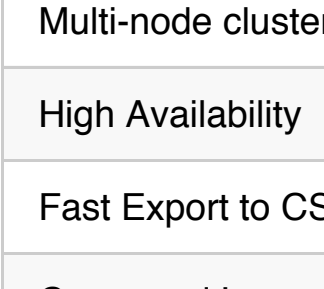 Multi-node cluster
High Availability
Fast Export to CS